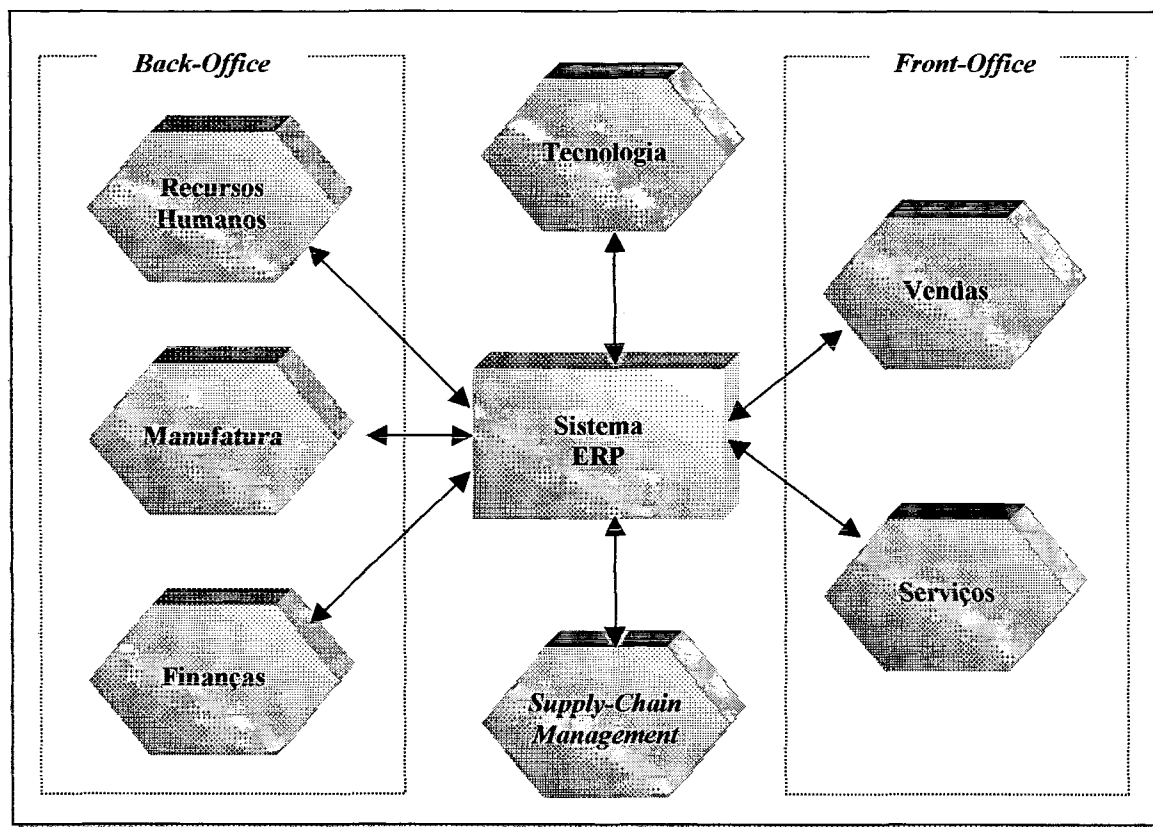 Back-Office
Recursos
Humanos
Manufatura
Finanças
Tecnologia
Sistema
ERP
Supply-Chain
Management
Front-Office
Vendas
Serviços